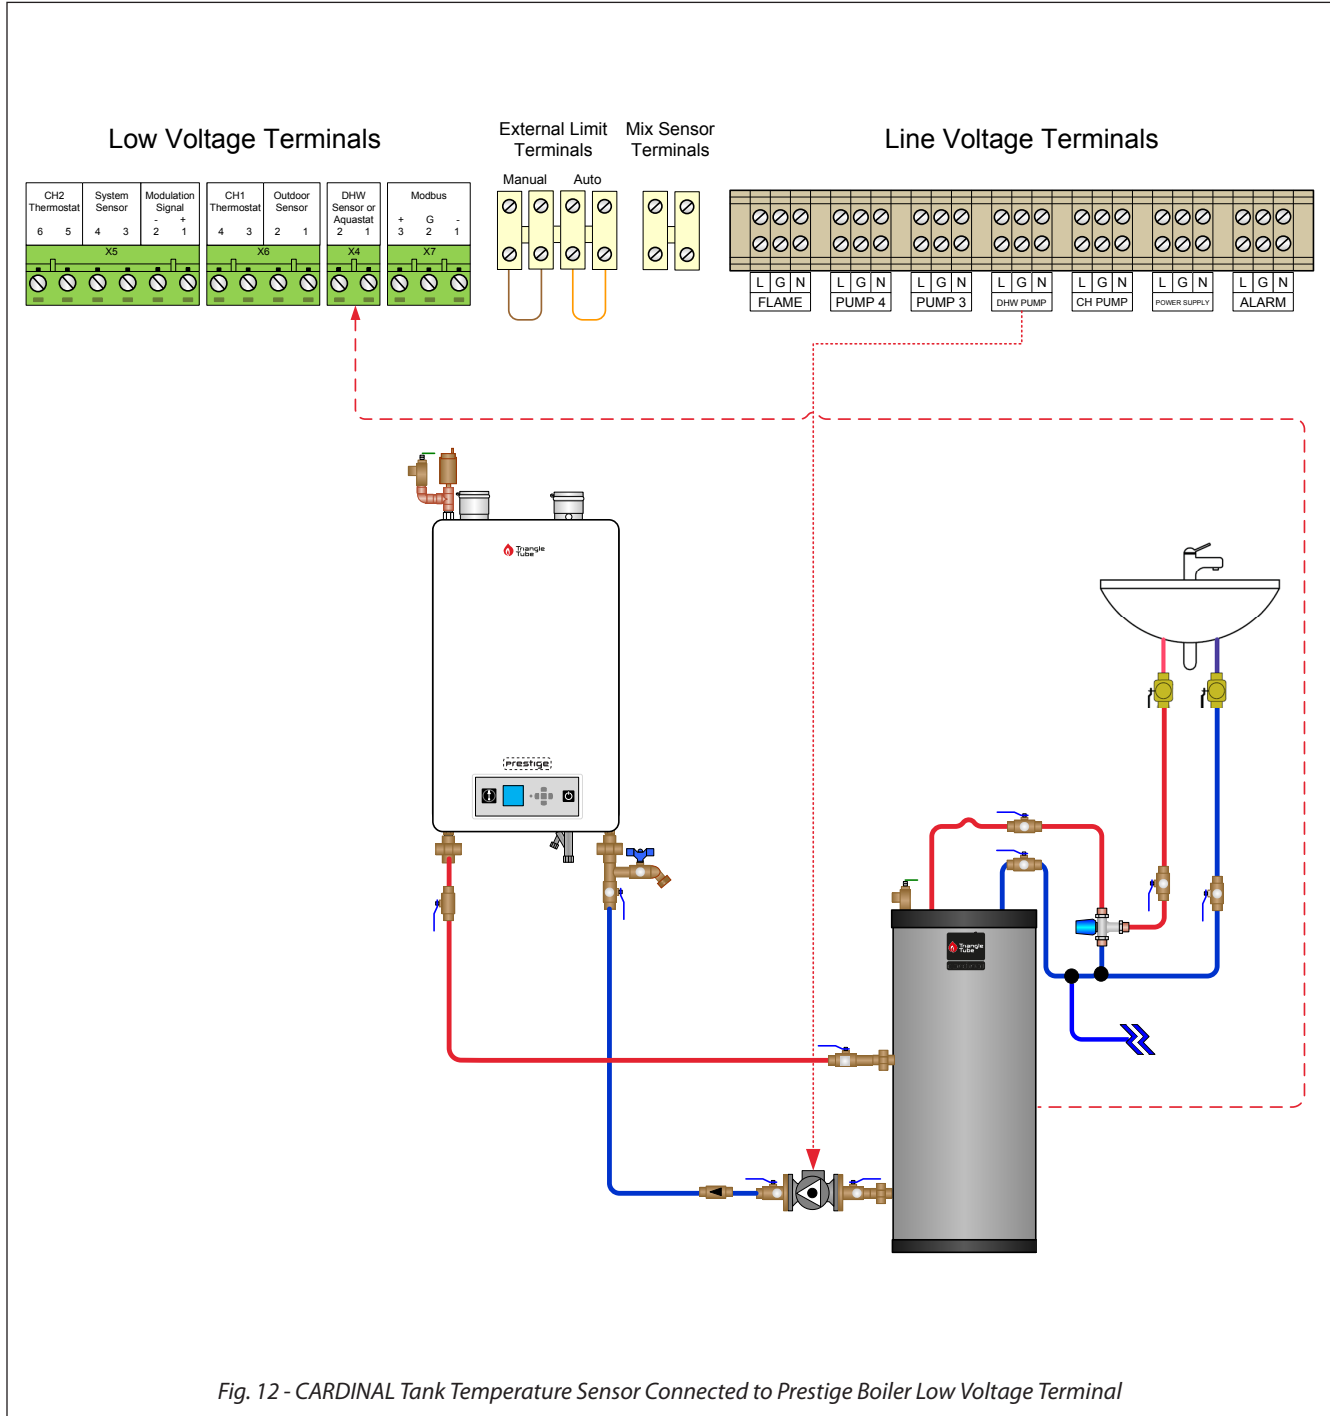 Low Voltage Terminals
External Limit Terminals
Mix Sensor Terminals
Line Voltage Terminals
Manual Auto
CH2 Thermostat
System Sensor
Modulation Signal
CH1 Thermostat
Outdoor Sensor
DHW Sensor or Aquastat
Modbus
- - + + G -
6 5 4 3 2 1 4 3 2 1 2 1 3 2 1
X5 X6 X4 X7
L G N L G N L G N L G N L G N L G N L G N
FLAME PUMP 4 PUMP 3 DHW PUMP CH PUMP POWER SUPPLY ALARM
Triangle Tube
Prestige
Triangle Tube
Fig. 12 - CARDINAL Tank Temperature Sensor Connected to Prestige Boiler Low Voltage Terminal